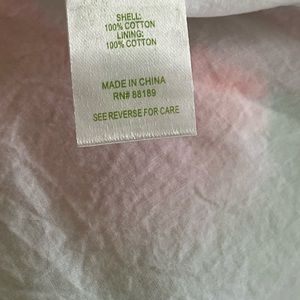 SHELL:
100% COTTON
LINING:
100% COTTON
MADE IN CHINA
RN# 88189
SEE REVERSE FOR CARE